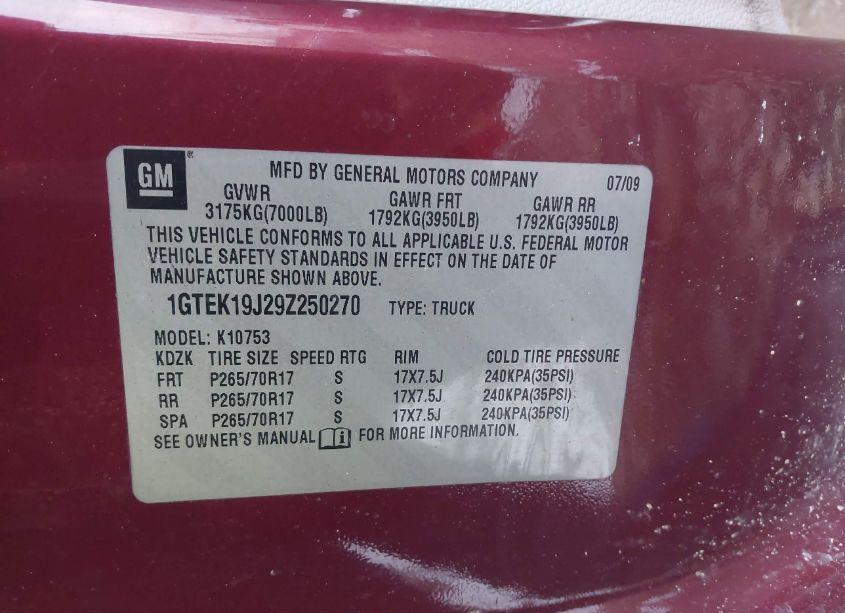 GM ® MFD BY GENERAL MOTORS COMPANY 07/09
GVWR GAWR FRT GAWR RR
3175KG(7000LB) 1792KG(3950LB) 1792KG(3950LB)
THIS VEHICLE CONFORMS TO ALL APPLICABLE U.S. FEDERAL MOTOR
VEHICLE SAFETY STANDARDS IN EFFECT ON THE DATE OF
MANUFACTURE SHOWN ABOVE.
1GTEK19J29Z250270 TYPE: TRUCK
MODEL: K10753
KDZK TIRE SIZE SPEED RTG RIM COLD TIRE PRESSURE
FRT P265/70R17 S 17X7.5J 240KPA(35PSI)
RR P265/70R17 S 17X7.5J 240KPA(35PSI)
SPA P265/70R17 S 17X7.5J 240KPA(35PSI)
SEE OWNER'S MANUAL i FOR MORE INFORMATION.